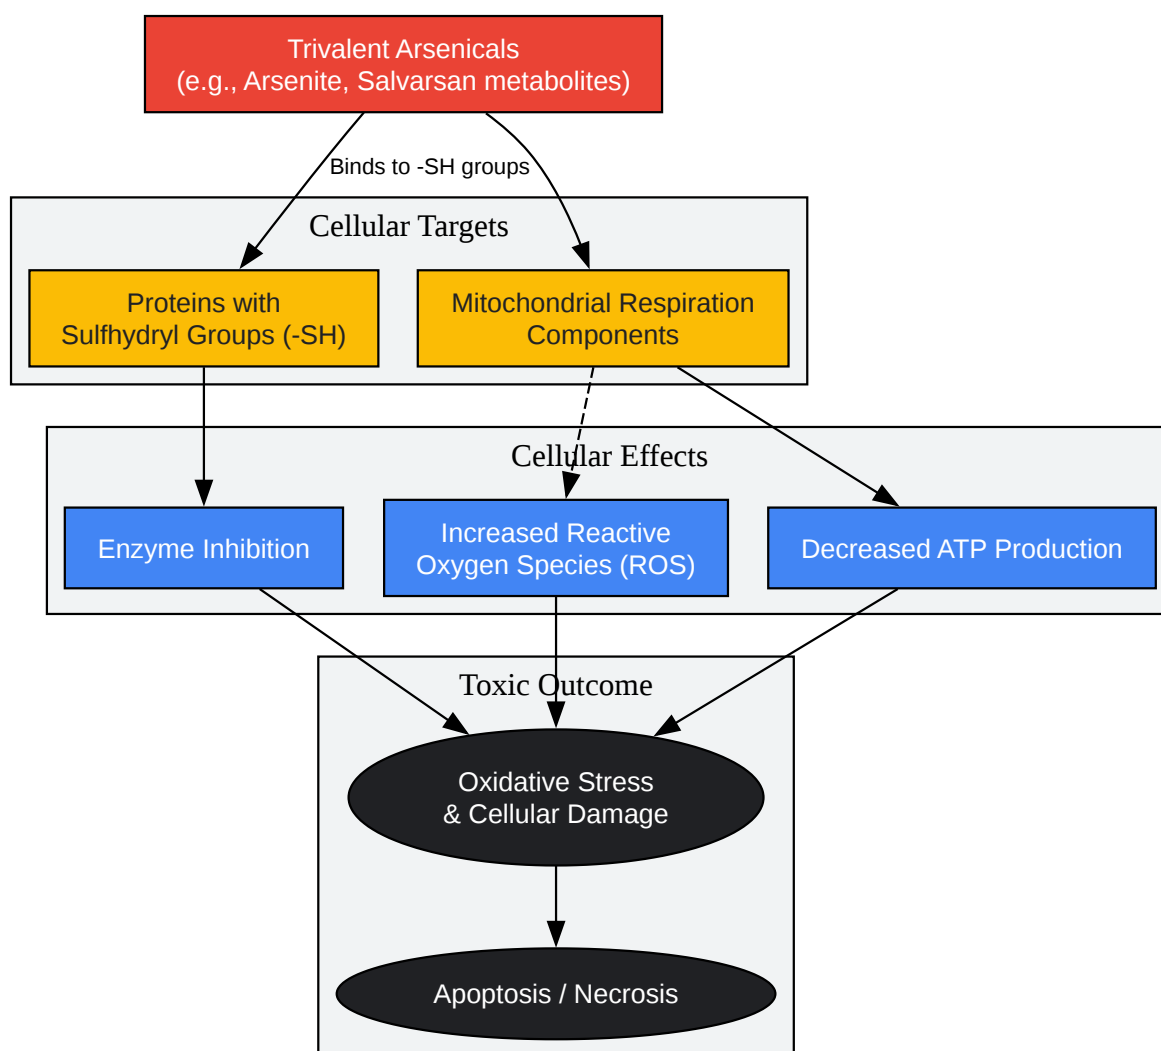 Trivalent Arsenicals
(e.g., Arsenite, Salvarsan metabolites)
Binds to -SH groups
Cellular Targets
Proteins with
Sulfhydryl Groups (-SH)
Mitochondrial Respiration
Components
Cellular Effects
Enzyme Inhibition
Increased Reactive
Oxygen Species (ROS)
Decreased ATP Production
Toxic Outcome
Oxidative Stress
& Cellular Damage
Apoptosis / Necrosis